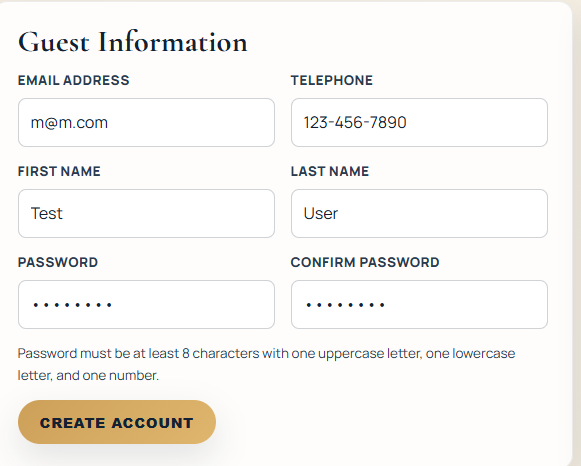 Guest Information
EMAIL ADDRESS TELEPHONE
m@m.com 123-456-7890
FIRST NAME LAST NAME
Test User
PASSWORD CONFIRM PASSWORD
•••••••• ••••••••
Password must be at least 8 characters with one uppercase letter, one lowercase
letter, and one number.
CREATE ACCOUNT